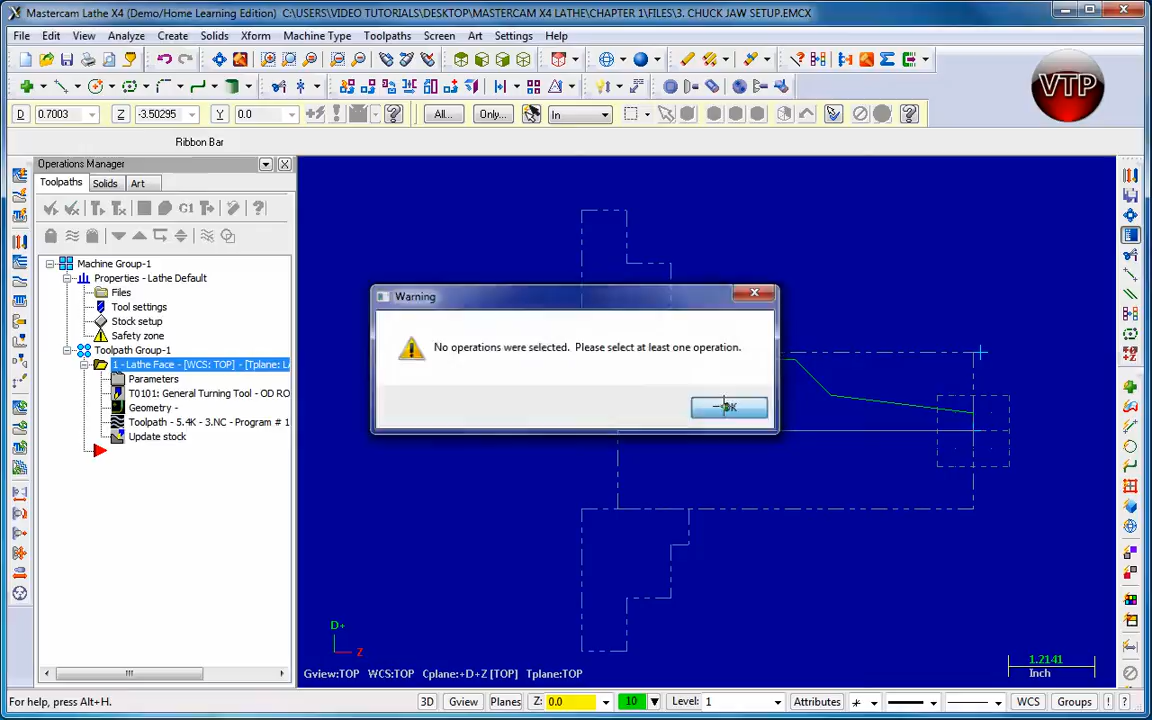 Mastercam Lathe X4 (Demo/Home Learning Edition)  C:\USERS\VIDEO TUTORIALS\DESKTOP\MASTERCAM X4 LATHE\CHAPTER 1\FILES\3. CHUCK JAW SETUP.EMCX
File Edit View Analyze Create Solids Xform Machine Type Toolpaths Screen Art Settings Help
VTP
D 0.7003 Z -3.50295 Y 0.0 All... Only... In
Ribbon Bar
Operations Manager
Toolpaths Solids Art
G1
Machine Group-1
Properties - Lathe Default
Files
Tool settings
Stock setup
Safety zone
Toolpath Group-1
1 - Lathe Face - [WCS: TOP] - [Tplane: L
Parameters
T0101: General Turning Tool - OD RO
Geometry -
Toolpath - 5.4K - 3.NC - Program # 1
Update stock
Warning
No operations were selected.  Please select at least one operation.
OK
D+
Z
Gview:TOP WCS:TOP Cplane:+D+Z [TOP] Tplane:TOP
1.2141
Inch
For help, press Alt+H.
3D Gview Planes Z: 0.0 10 Level: 1 Attributes WCS Groups ! ?